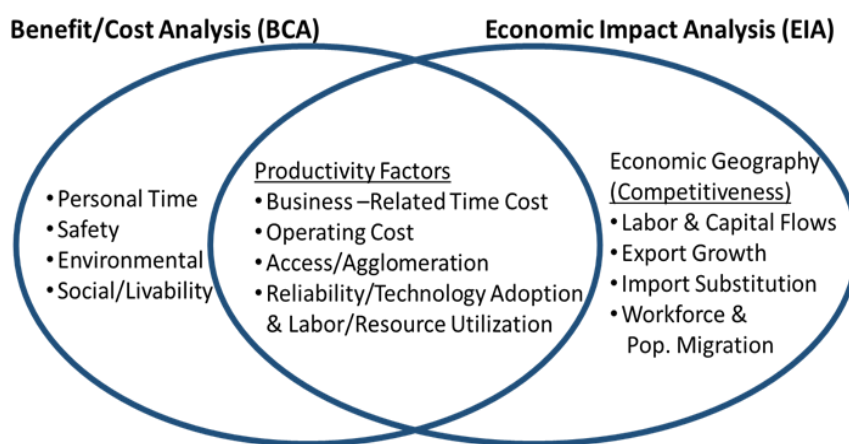 Benefit/Cost Analysis (BCA)
Economic Impact Analysis (EIA)
• Personal Time
• Safety
• Environmental
• Social/Livability
Productivity Factors
• Business –Related Time Cost
• Operating Cost
• Access/Agglomeration
• Reliability/Technology Adoption
& Labor/Resource Utilization
Economic Geography
(Competitiveness)
• Labor & Capital Flows
• Export Growth
• Import Substitution
• Workforce &
Pop. Migration